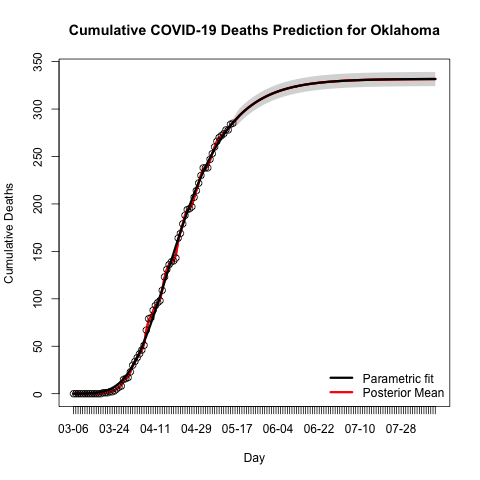 Cumulative COVID-19 Deaths Prediction for Oklahoma
Cumulative Deaths
350
300
250
200
150
100
50
0
Parametric fit
Posterior Mean
03-06 03-24 04-11 04-29 05-17 06-04 06-22 07-10 07-28
Day